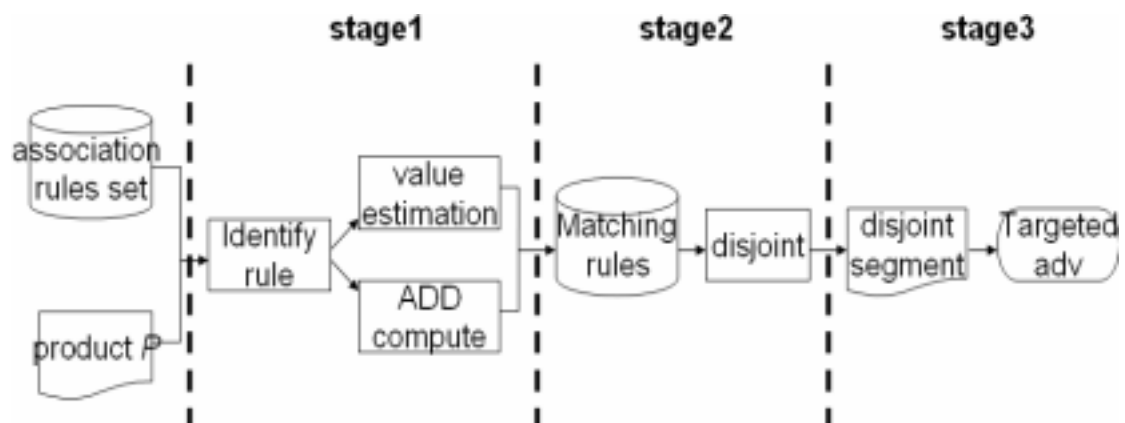 stage1
stage2
stage3
association
rules set
product P
Identify
rule
value
estimation
ADD
compute
Matching
rules
disjoint
disjoint
segment
Targeted
adv